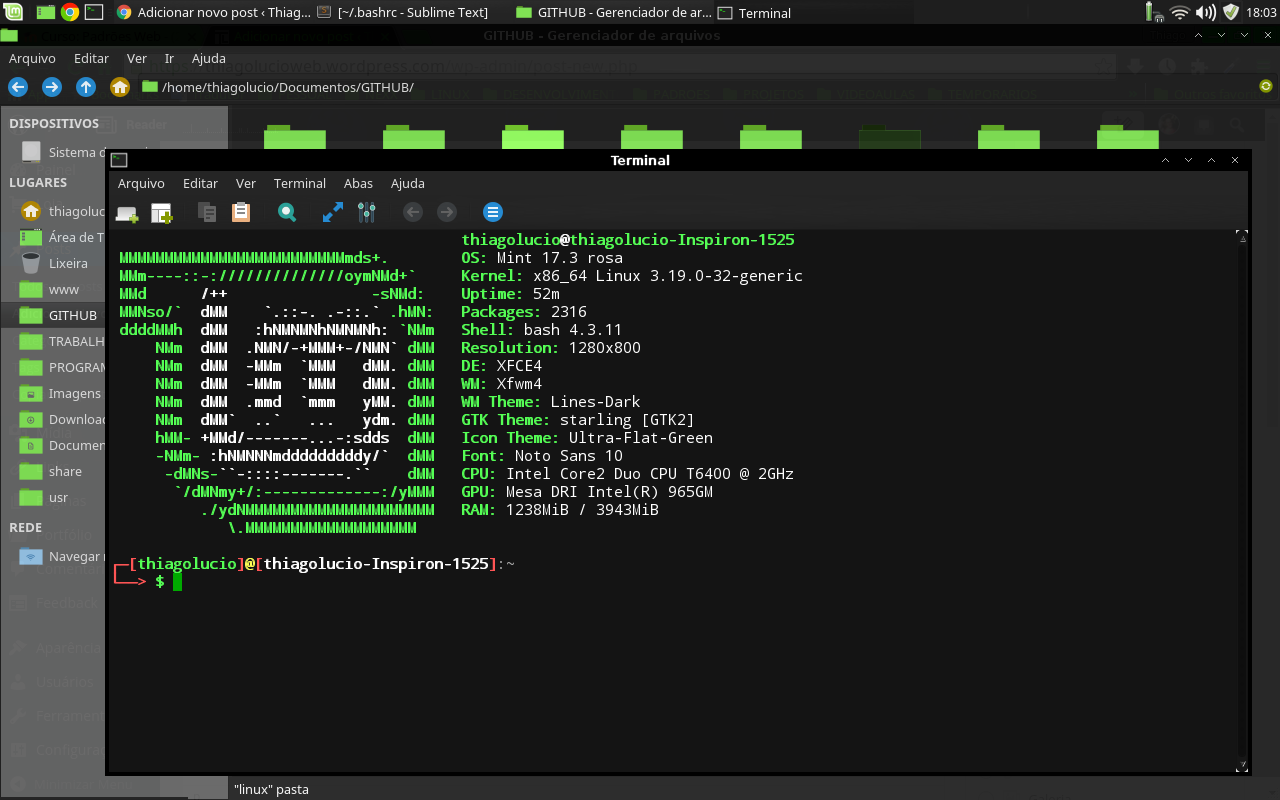 Adicionar novo post ‹ Thiag... [~/.bashrc - Sublime Text] GITHUB - Gerenciador de ar... Terminal 18:03
GITHUB - Gerenciador de arquivos
Arquivo Editar Ver Ir Ajuda
/home/thiagolucio/Documentos/GITHUB/
DISPOSITIVOS
Sistema d
LUGARES
thiagoluc
Área de T
Lixeira
www
GITHUB
TRABALH
PROGRAM
Imagens
Downloa
Documen
share
usr
REDE
Navegar r
Terminal
Arquivo Editar Ver Terminal Abas Ajuda
thiagolucio@thiagolucio-Inspiron-1525
MMMMMMMMMMMMMMMMMMMMMMMMMmds+. OS: Mint 17.3 rosa
MMm----::-://////////////oymNMd+` Kernel: x86_64 Linux 3.19.0-32-generic
MMd /++ -sNMd: Uptime: 52m
MMNso/` dMM `.::-. .-::.` .hMN: Packages: 2316
ddddMMh dMM :hNMNMNhNMNMNh: `NMm Shell: bash 4.3.11
NMm dMM .NMN/-+MMM+-/NMN` dMM Resolution: 1280x800
NMm dMM -MMm `MMM dMM. dMM DE: XFCE4
NMm dMM -MMm `MMM dMM. dMM WM: Xfwm4
NMm dMM .mmd `mmm yMM. dMM WM Theme: Lines-Dark
NMm dMM` ..` ... ydm. dMM GTK Theme: starling [GTK2]
hMM- +MMd/-------...-:sdds dMM Icon Theme: Ultra-Flat-Green
-NMm- :hNMNNNmdddddddddy/` dMM Font: Noto Sans 10
-dMNs-``-::::-------.`` dMM CPU: Intel Core2 Duo CPU T6400 @ 2GHz
`/dMNmy+/:-------------:/yMMM GPU: Mesa DRI Intel(R) 965GM
./ydNMMMMMMMMMMMMMMMMMMMMM RAM: 1238MiB / 3943MiB
\.MMMMMMMMMMMMMMMMMMM
┌─[thiagolucio]@[thiagolucio-Inspiron-1525]:~
└──> $
"linux" pasta